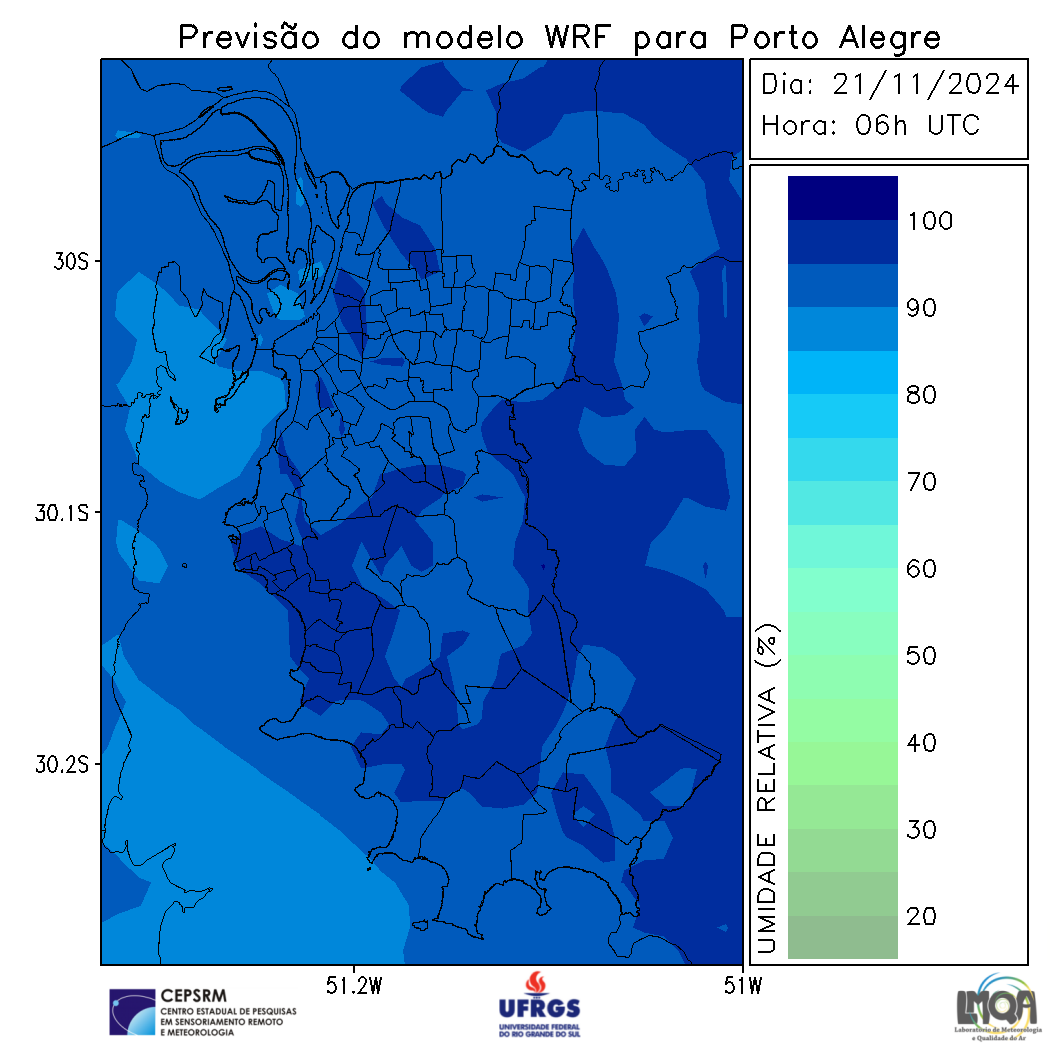 Previsão do modelo WRF para Porto Alegre
Dia: 21/11/2024
Hora: 06h UTC
30S
30.1S
30.2S
51.2W
51W
UMIDADE RELATIVA (%)
100
90
80
70
60
50
40
30
20
CEPSRM
CENTRO ESTADUAL DE PESQUISAS
EM SENSORIAMENTO REMOTO
E METEOROLOGIA
UFRGS
UNIVERSIDADE FEDERAL
DO RIO GRANDE DO SUL
LMQA
Laboratório de Meteorologia
e Qualidade do Ar